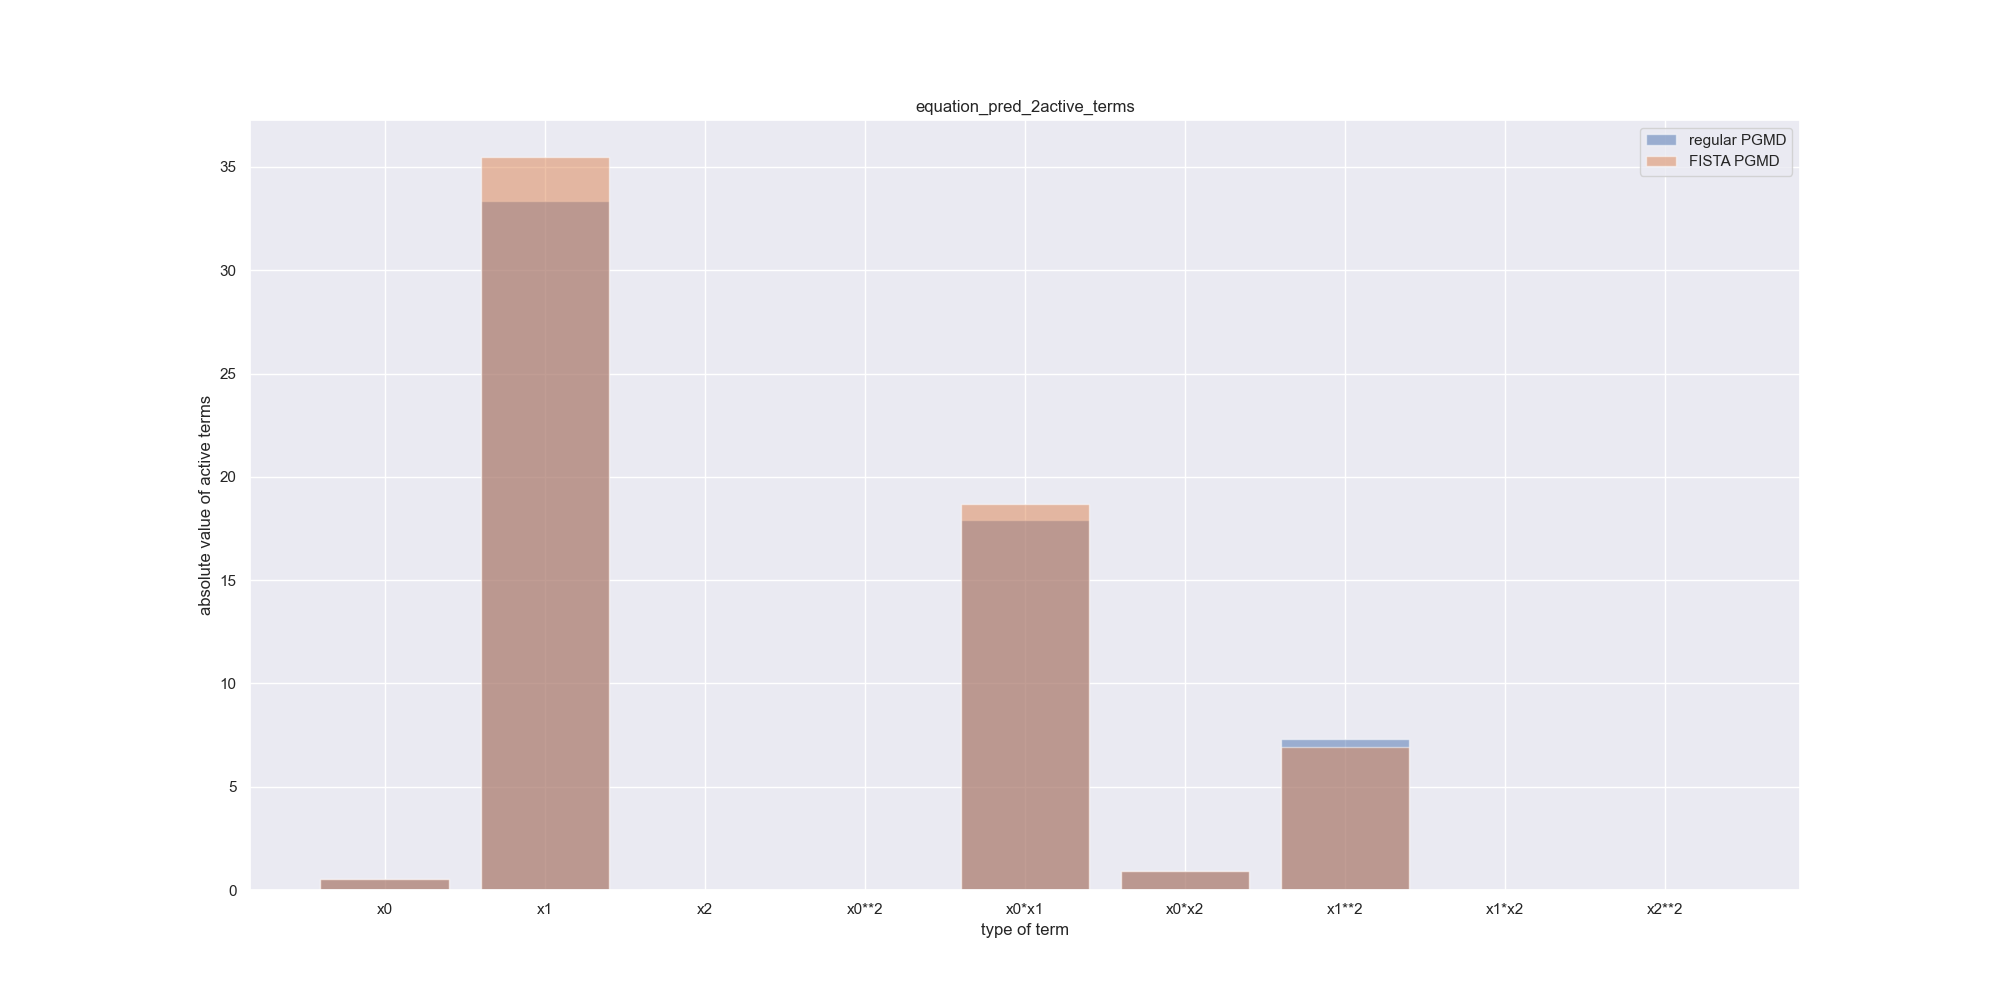 equation_pred_2active_terms
regular PGMD
FISTA PGMD
35
30
25
20
15
10
5
0
absolute value of active terms
x0
x1
x2
x0**2
x0*x1
x0*x2
x1**2
x1*x2
x2**2
type of term